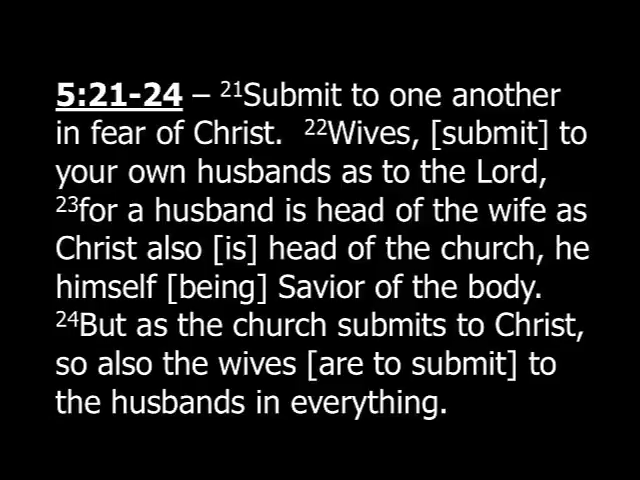 5:21-24 – 21Submit to one another
in fear of Christ. 22Wives, [submit] to
your own husbands as to the Lord,
23for a husband is head of the wife as
Christ also [is] head of the church, he
himself [being] Savior of the body.
24But as the church submits to Christ,
so also the wives [are to submit] to
the husbands in everything.